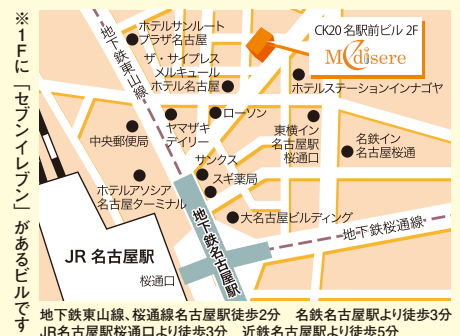 ※1Fに「セブンイレブン」があるビルです
地下鉄東山線
ホテルサンルート
プラザ名古屋
CK20名駅前ビル 2F
Modisere
ザ・サイプレス
メルキュール
ホテル名古屋
ホテルステーションインナゴヤ
ローソン
ヤマザキ
デイリー
中央郵便局
東横イン
名古屋駅
桜通口
名鉄イン
名古屋桜通
サンクス
スギ薬局
ホテルアソシア
名古屋ターミナル
大名古屋ビルディング
地下鉄名古屋駅
地下鉄桜通線
JR 名古屋駅
桜通口
地下鉄東山線、桜通線名古屋駅徒歩2分 名鉄名古屋駅より徒歩3分
JR名古屋駅桜通口より徒歩3分 近鉄名古屋駅より徒歩5分